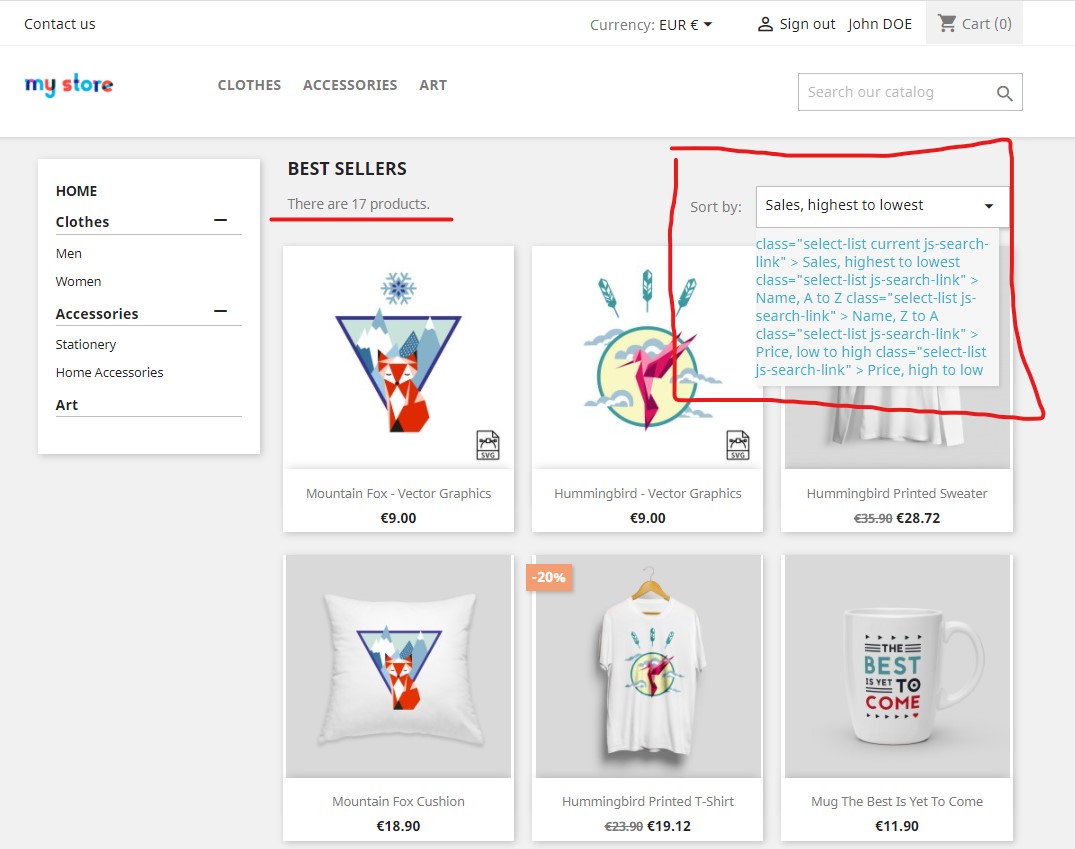 Contact us
Currency: EUR €
Sign out
John DOE
Cart (0)
my store
CLOTHES
ACCESSORIES
ART
Search our catalog
HOME
Clothes
Men
Women
Accessories
Stationery
Home Accessories
Art
BEST SELLERS
There are 17 products.
Sort by:
Sales, highest to lowest
class="select-list current js-search-
link" > Sales, highest to lowest
class="select-list js-search-link" >
Name, A to Z class="select-list js-
search-link" > Name, Z to A
class="select-list js-search-link" >
Price, low to high class="select-list
js-search-link" > Price, high to low
SVG
Mountain Fox - Vector Graphics
€9.00
SVG
Hummingbird - Vector Graphics
€9.00
Hummingbird Printed Sweater
€35.90 €28.72
Mountain Fox Cushion
€18.90
-20%
Hummingbird Printed T-Shirt
€23.90 €19.12
THE
BEST
IS YET TO
COME
Mug The Best Is Yet To Come
€11.90